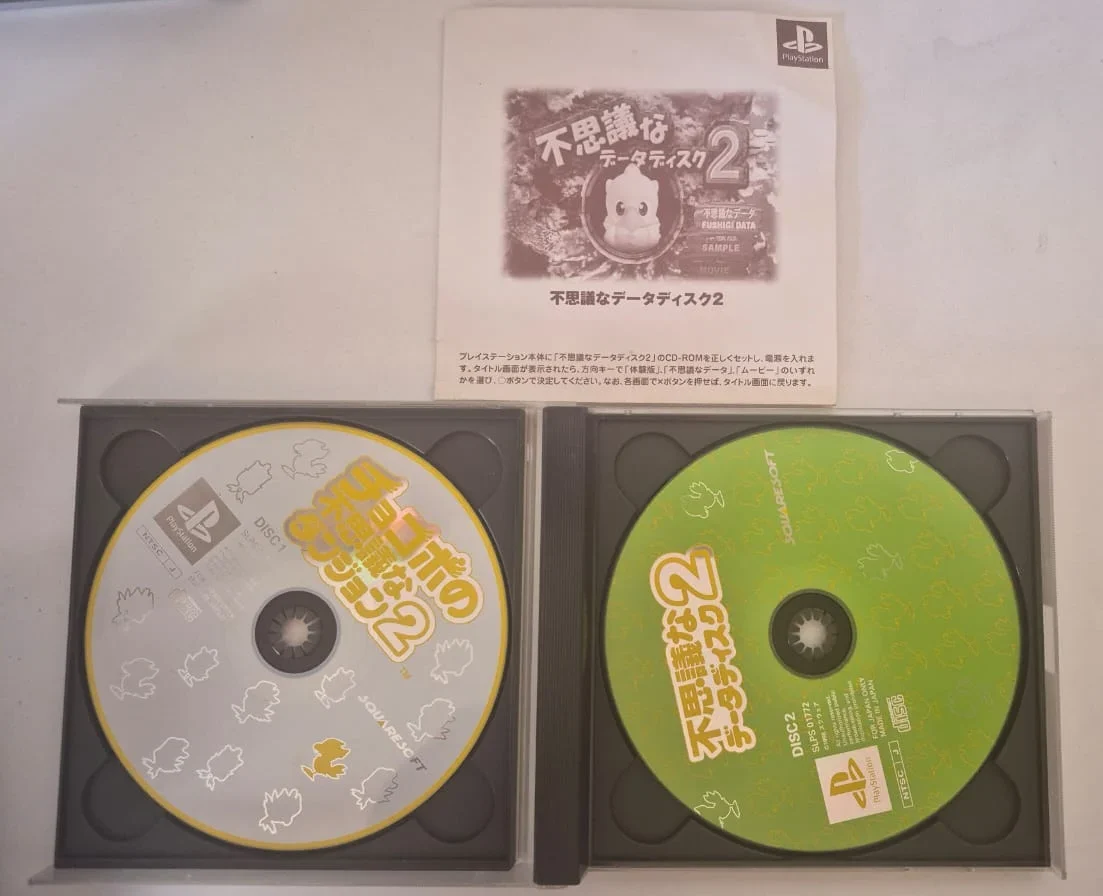 PlayStation
不思議な
データディスク2
不思議なデータ
FUSHIGI DATA
SAMPLE
MOVIE
不思議なデータディスク2
プレイステーション本体に「不思議なデータディスク2」のCD-ROMを正しくセットし、電源を入れま
す。タイトル画面が表示されたら、方向キーで「体験版」、「不思議なデータ」、「ムービー」のいずれ
かを選び、○ボタンで決定してください。なお、各画面で×ボタンを押せば、タイトル画面に戻ります。
PlayStation
NTSC J
DISC 1
チョコボの
不思議な
ダンジョン2
TM
SQUARESOFT
SQUARESOFT
不思議な2
データディスク
DISC 2
SLPS 01772
FOR JAPAN ONLY
MADE IN JAPAN
disc
PlayStation
NTSC J